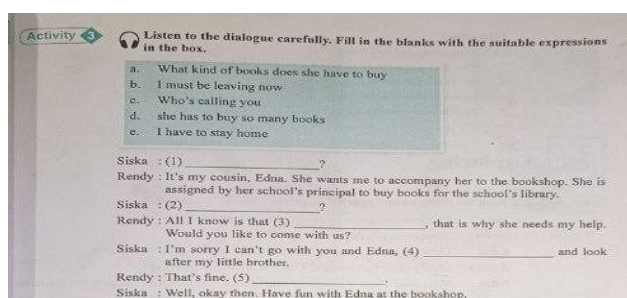 Activity 3
Listen to the dialogue carefully. Fill in the blanks with the suitable expressions
in the box.
a. What kind of books does she have to buy
b. I must be leaving now
c. Who's calling you
d. she has to buy so many books
e. I have to stay home
Siska : (1) ____________________?
Rendy : It's my cousin, Edna. She wants me to accompany her to the bookshop. She is
assigned by her school's principal to buy books for the school's library.
Siska : (2) ____________________?
Rendy : All I know is that (3) ____________________, that is why she needs my help.
Would you like to come with us?
Siska : I'm sorry I can't go with you and Edna, (4) ____________________ and look
after my little brother.
Rendy : That's fine. (5) ____________________.
Siska : Well, okay then. Have fun with Edna at the bookshop.